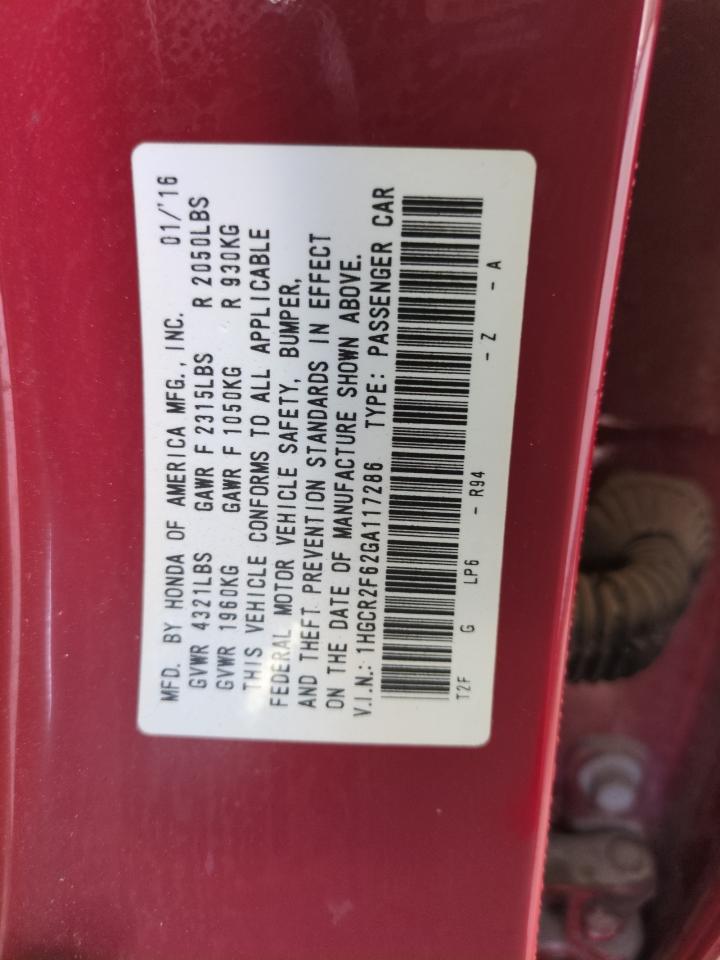 MFD. BY HONDA OF AMERICA MFG., INC. 01/'16
GVWR 4321LBS GAWR F 2315LBS R 2050LBS
GVWR 1960KG GAWR F 1050KG R 930KG
THIS VEHICLE CONFORMS TO ALL APPLICABLE
FEDERAL MOTOR VEHICLE SAFETY, BUMPER,
AND THEFT PREVENTION STANDARDS IN EFFECT
ON THE DATE OF MANUFACTURE SHOWN ABOVE.
V.I.N.: 1HGCR2F62GA117286 TYPE: PASSENGER CAR
T2F G LP6 - R94 - Z - A